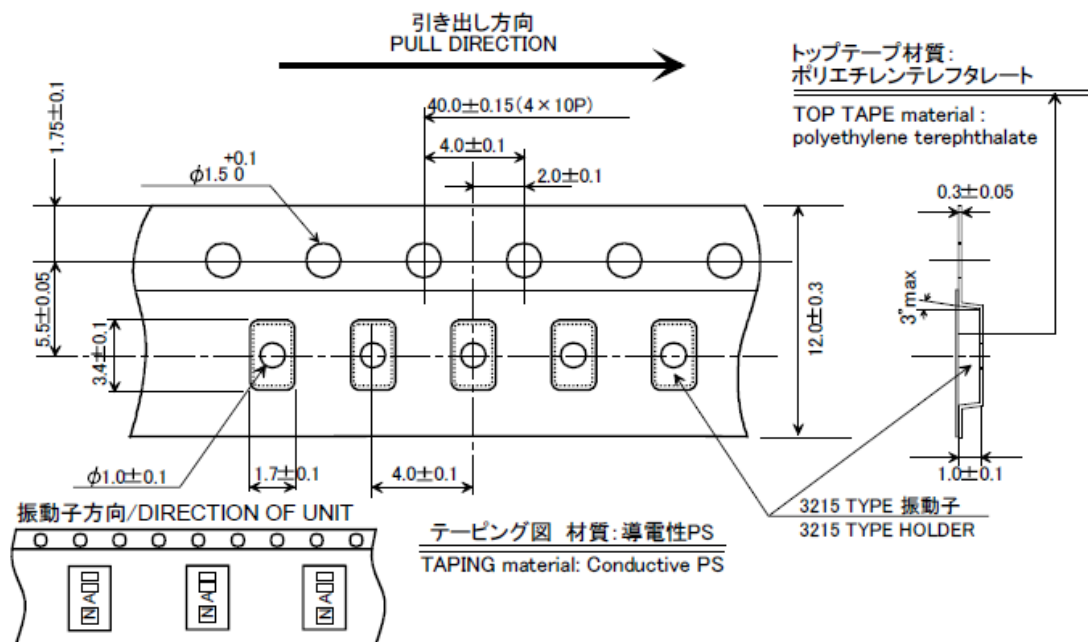 引き出し方向
PULL DIRECTION
トップテープ材質:
ポリエチレンテレフタレート
TOP TAPE material :
polyethylene terephthalate
1.75±0.1
40.0±0.15(4×10P)
4.0±0.1
+0.1
φ1.5 0
2.0±0.1
0.3±0.05
5.5±0.05
3.4±0.1
12.0±0.3
3°max
φ1.0±0.1
1.7±0.1
4.0±0.1
1.0±0.1
3215 TYPE 振動子
3215 TYPE HOLDER
振動子方向/DIRECTION OF UNIT
テーピング図 材質:導電性PS
TAPING material: Conductive PS
N A
N A
N A